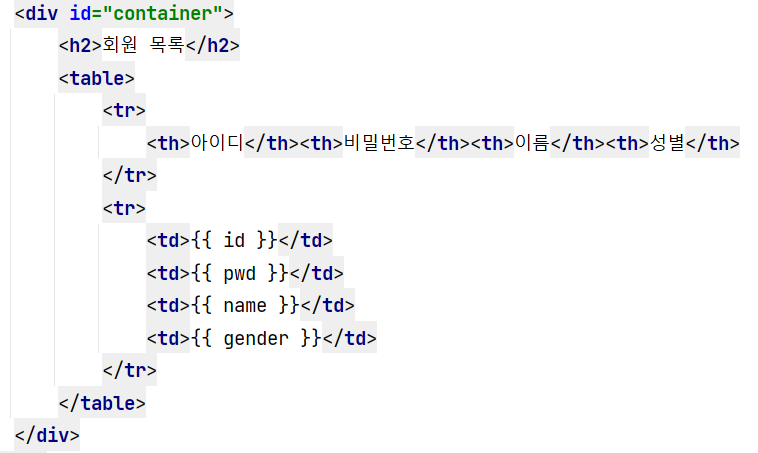 <div id="container">
<h2>회원 목록</h2>
<table>
<tr>
<th>아이디</th><th>비밀번호</th><th>이름</th><th>성별</th>
</tr>
<tr>
<td>{{ id }}</td>
<td>{{ pwd }}</td>
<td>{{ name }}</td>
<td>{{ gender }}</td>
</tr>
</table>
</div>